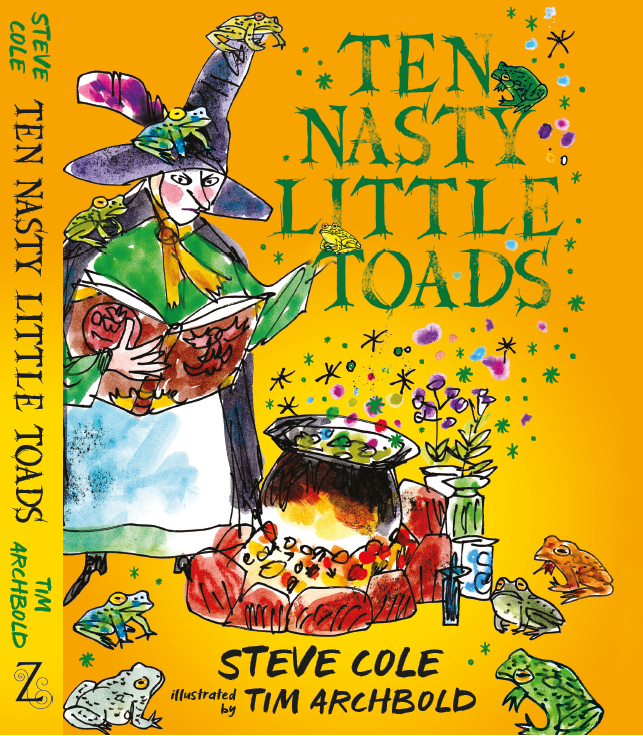 STEVE COLE
TEN NASTY LITTLE TOADS
TIM ARCHBOLD
Z
TEN
NASTY
LITTLE
TOADS
STEVE COLE
illustrated by TIM ARCHBOLD